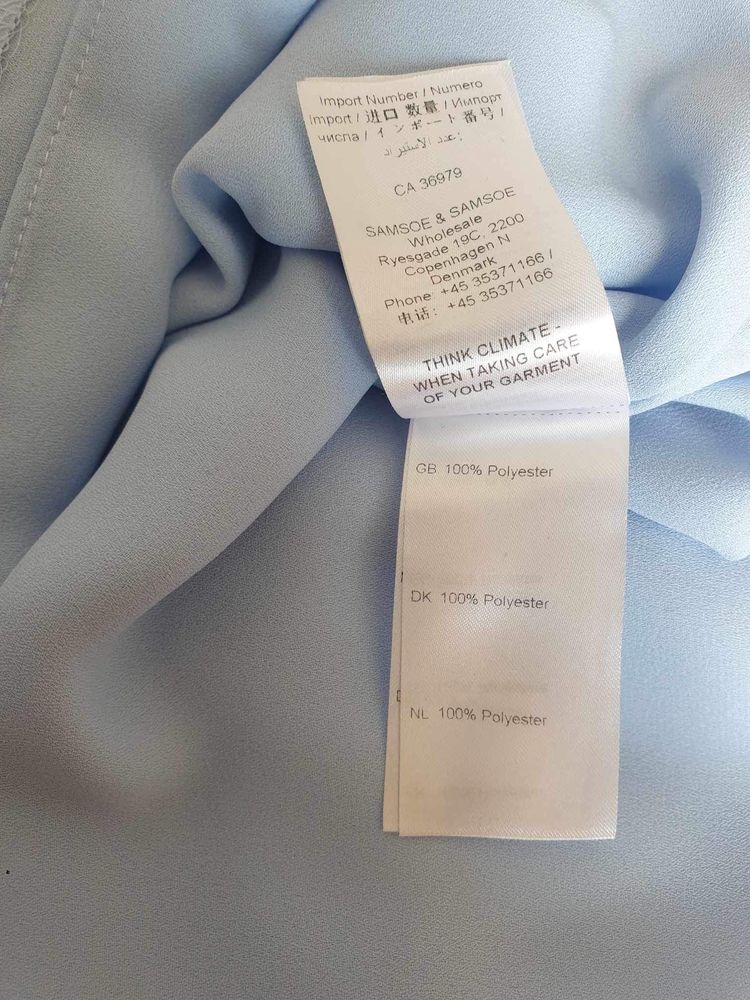 Import Number / Numero
Import / 进口 数量 / Импорт
числа / インポート 番号 /
عدد الاستيراد:
CA 36979
SAMSOE & SAMSOE
Wholesale
Ryesgade 19C, 2200
Copenhagen N
Denmark
Phone: +45 35371166 /
电话: +45 35371166
THINK CLIMATE -
WHEN TAKING CARE
OF YOUR GARMENT
GB 100% Polyester
DK 100% Polyester
NL 100% Polyester